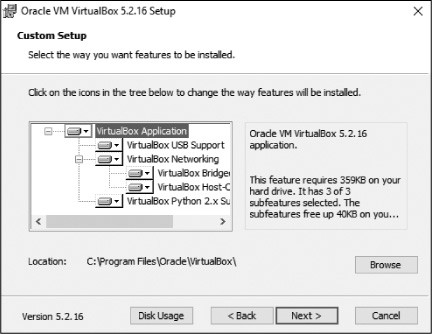 Oracle VM VirtualBox 5.2.16 Setup
Custom Setup
Select the way you want features to be installed.
Click on the icons in the tree below to change the way features will be installed.
VirtualBox Application
VirtualBox USB Support
VirtualBox Networking
VirtualBox Bridge
VirtualBox Host-O
VirtualBox Python 2.x Su
Oracle VM VirtualBox 5.2.16
application.
This feature requires 359KB on your
hard drive. It has 3 of 3
subfeatures selected. The
subfeatures free up 40KB on you...
Location: C:\Program Files\Oracle\VirtualBox\
Browse
Version 5.2.16
Disk Usage
< Back
Next >
Cancel